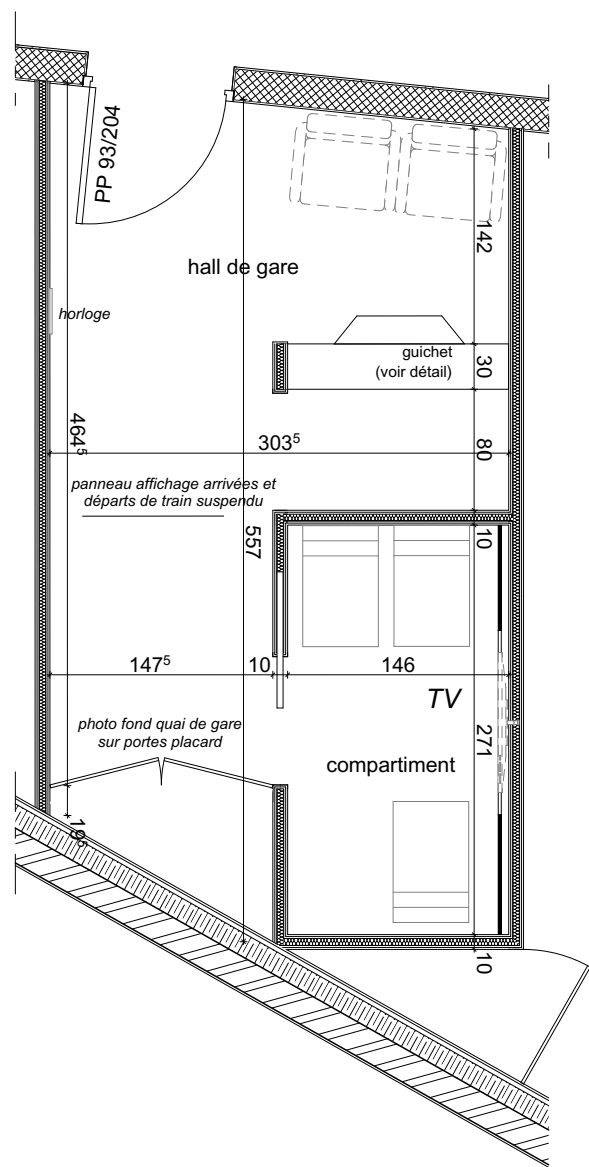 PP 93/204
142
hall de gare
horloge
guichet
(voir détail)
30
464⁵
303⁵
80
panneau affichage arrivées et
départs de train suspendu
557
10
147⁵
10
146
TV
271
photo fond quai de gare
sur portes placard
compartiment
19⁵
10